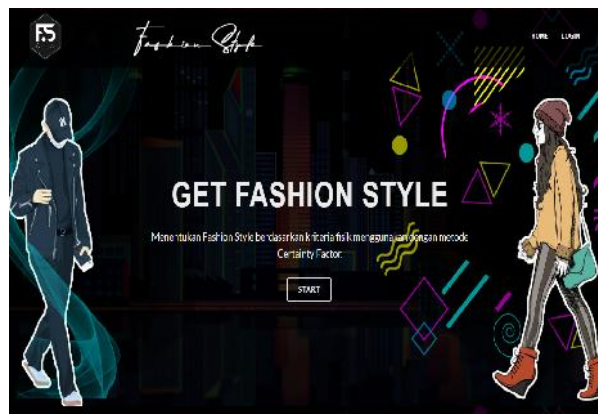 FS
Fashion Style
HOME LOGIN
GET FASHION STYLE
Menentukan Fashion Style berdasarkan kriteria fisik menggunakan dengan metode
Certainty Factor.
START